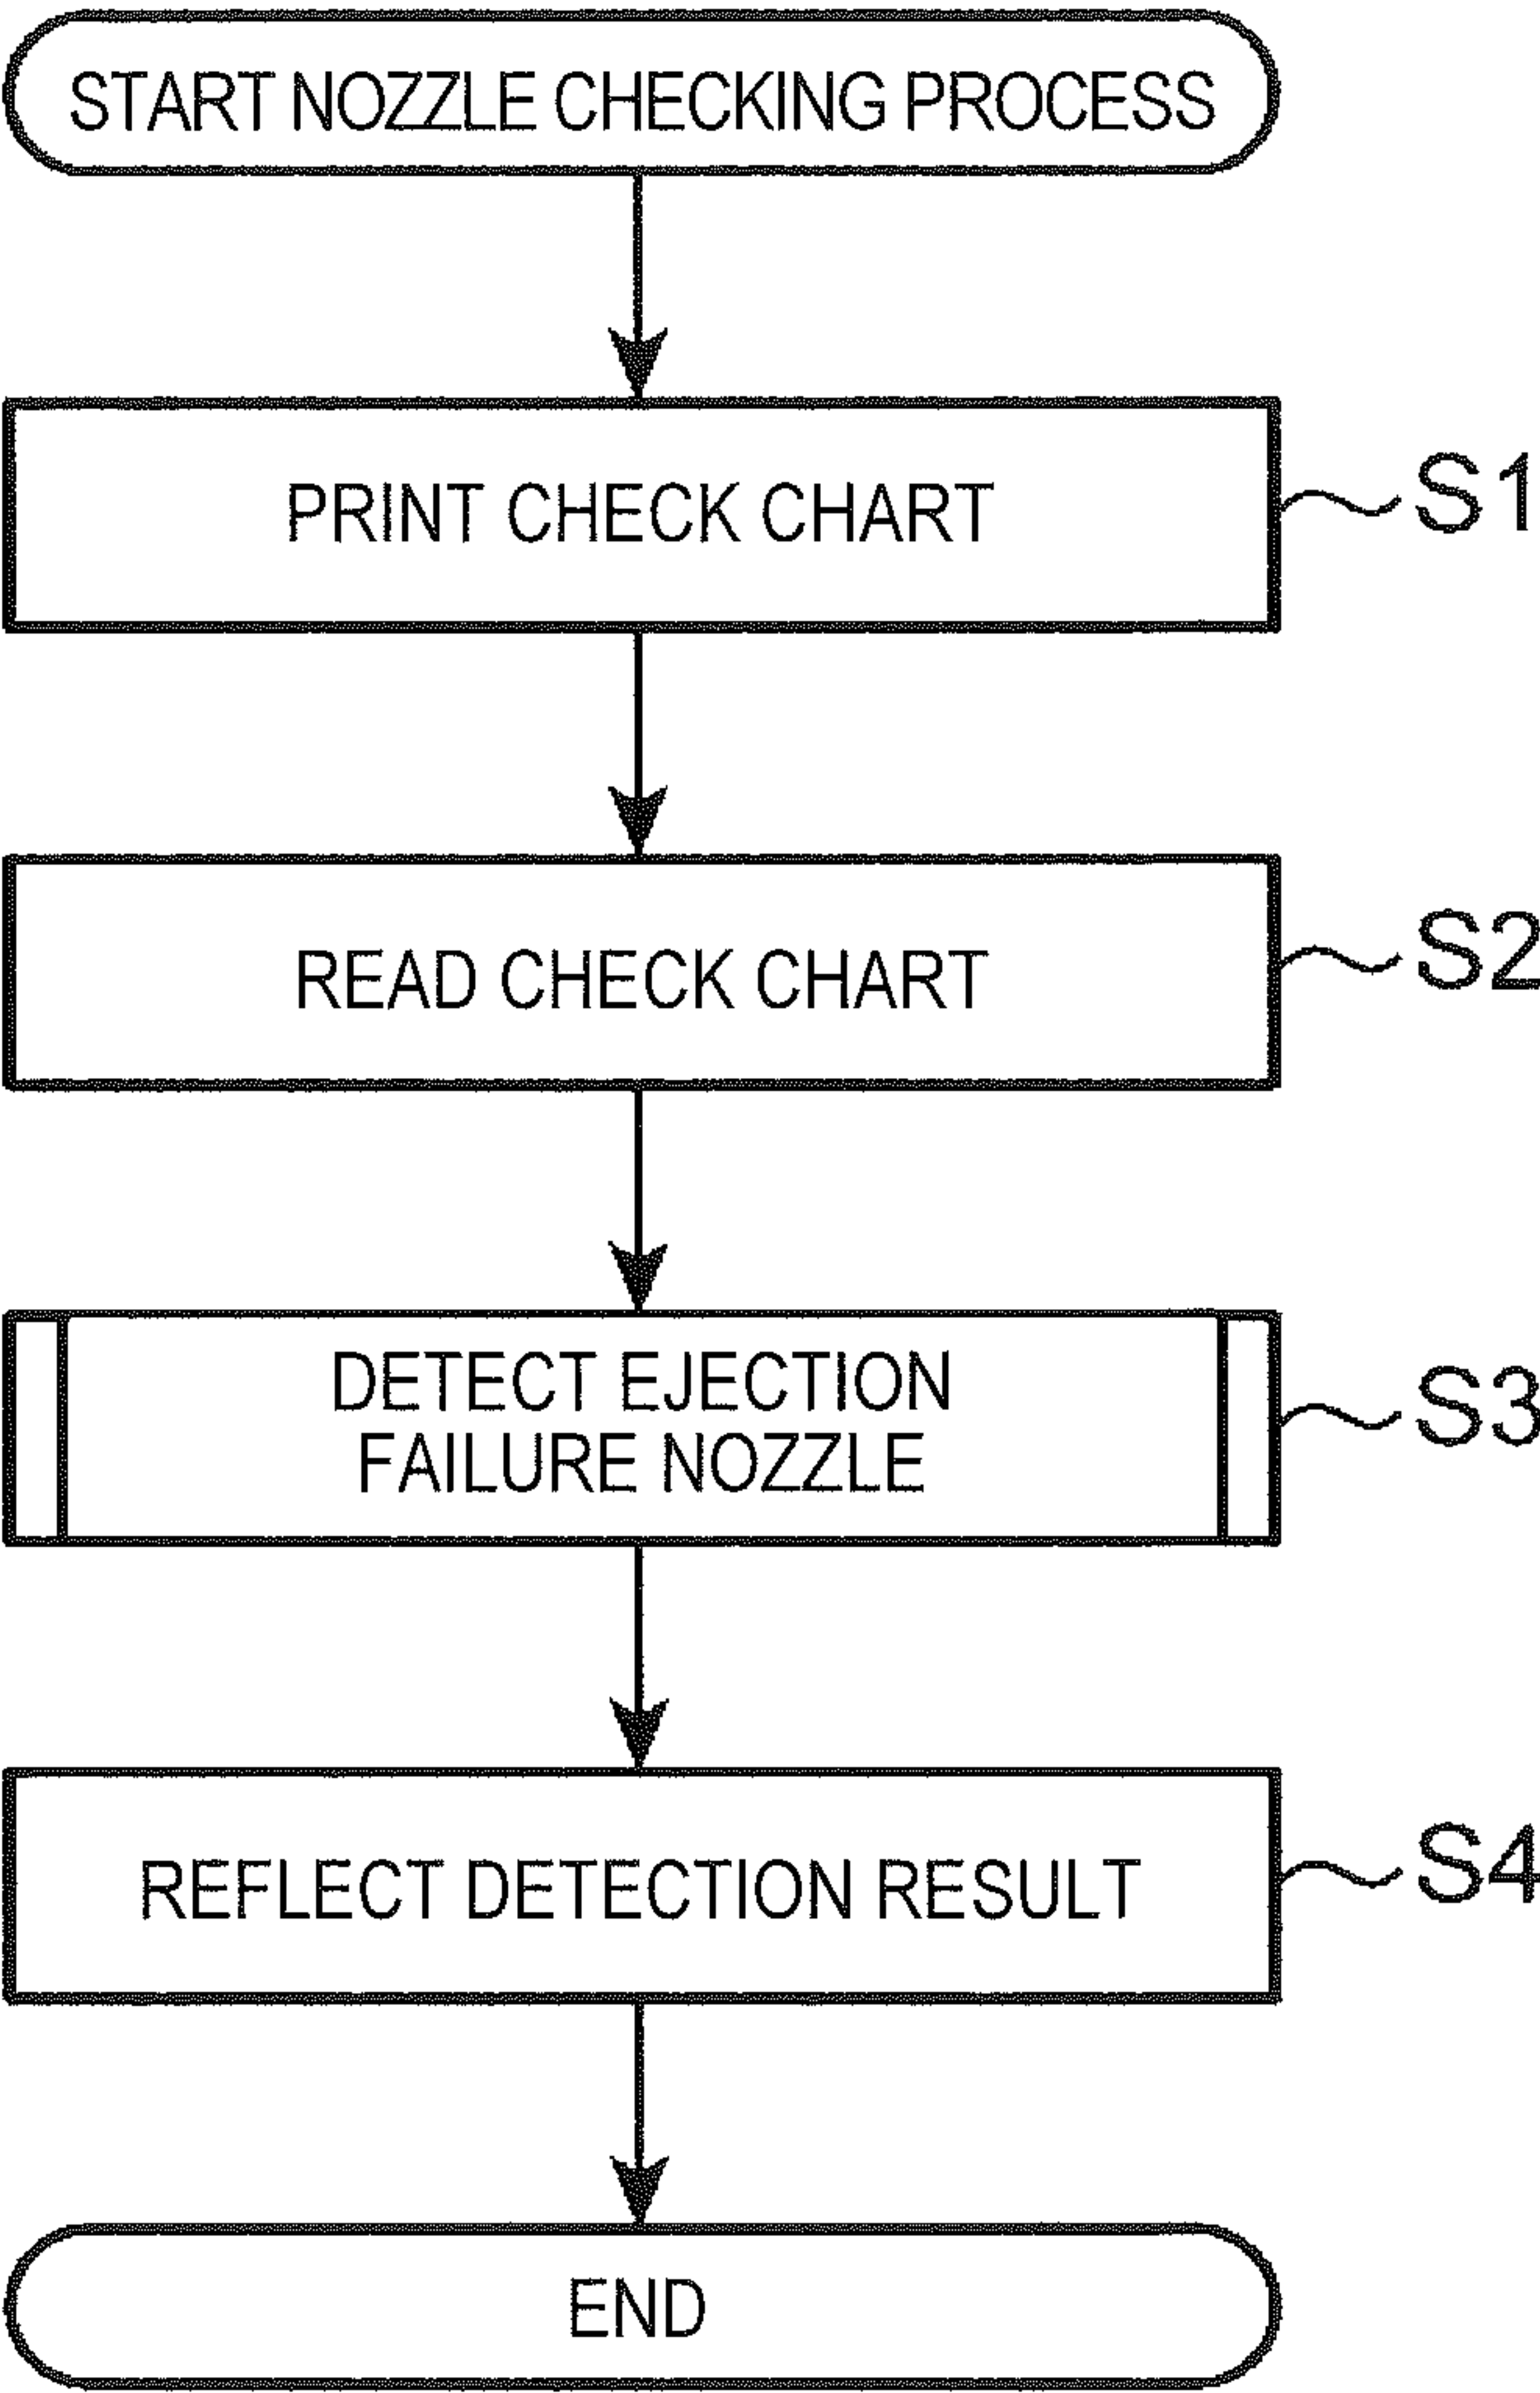 START NOZZLE CHECKING PROCESS
PRINT CHECK CHART
S1
READ CHECK CHART
S2
DETECT EJECTION
FAILURE NOZZLE
S3
REFLECT DETECTION RESULT
S4
END